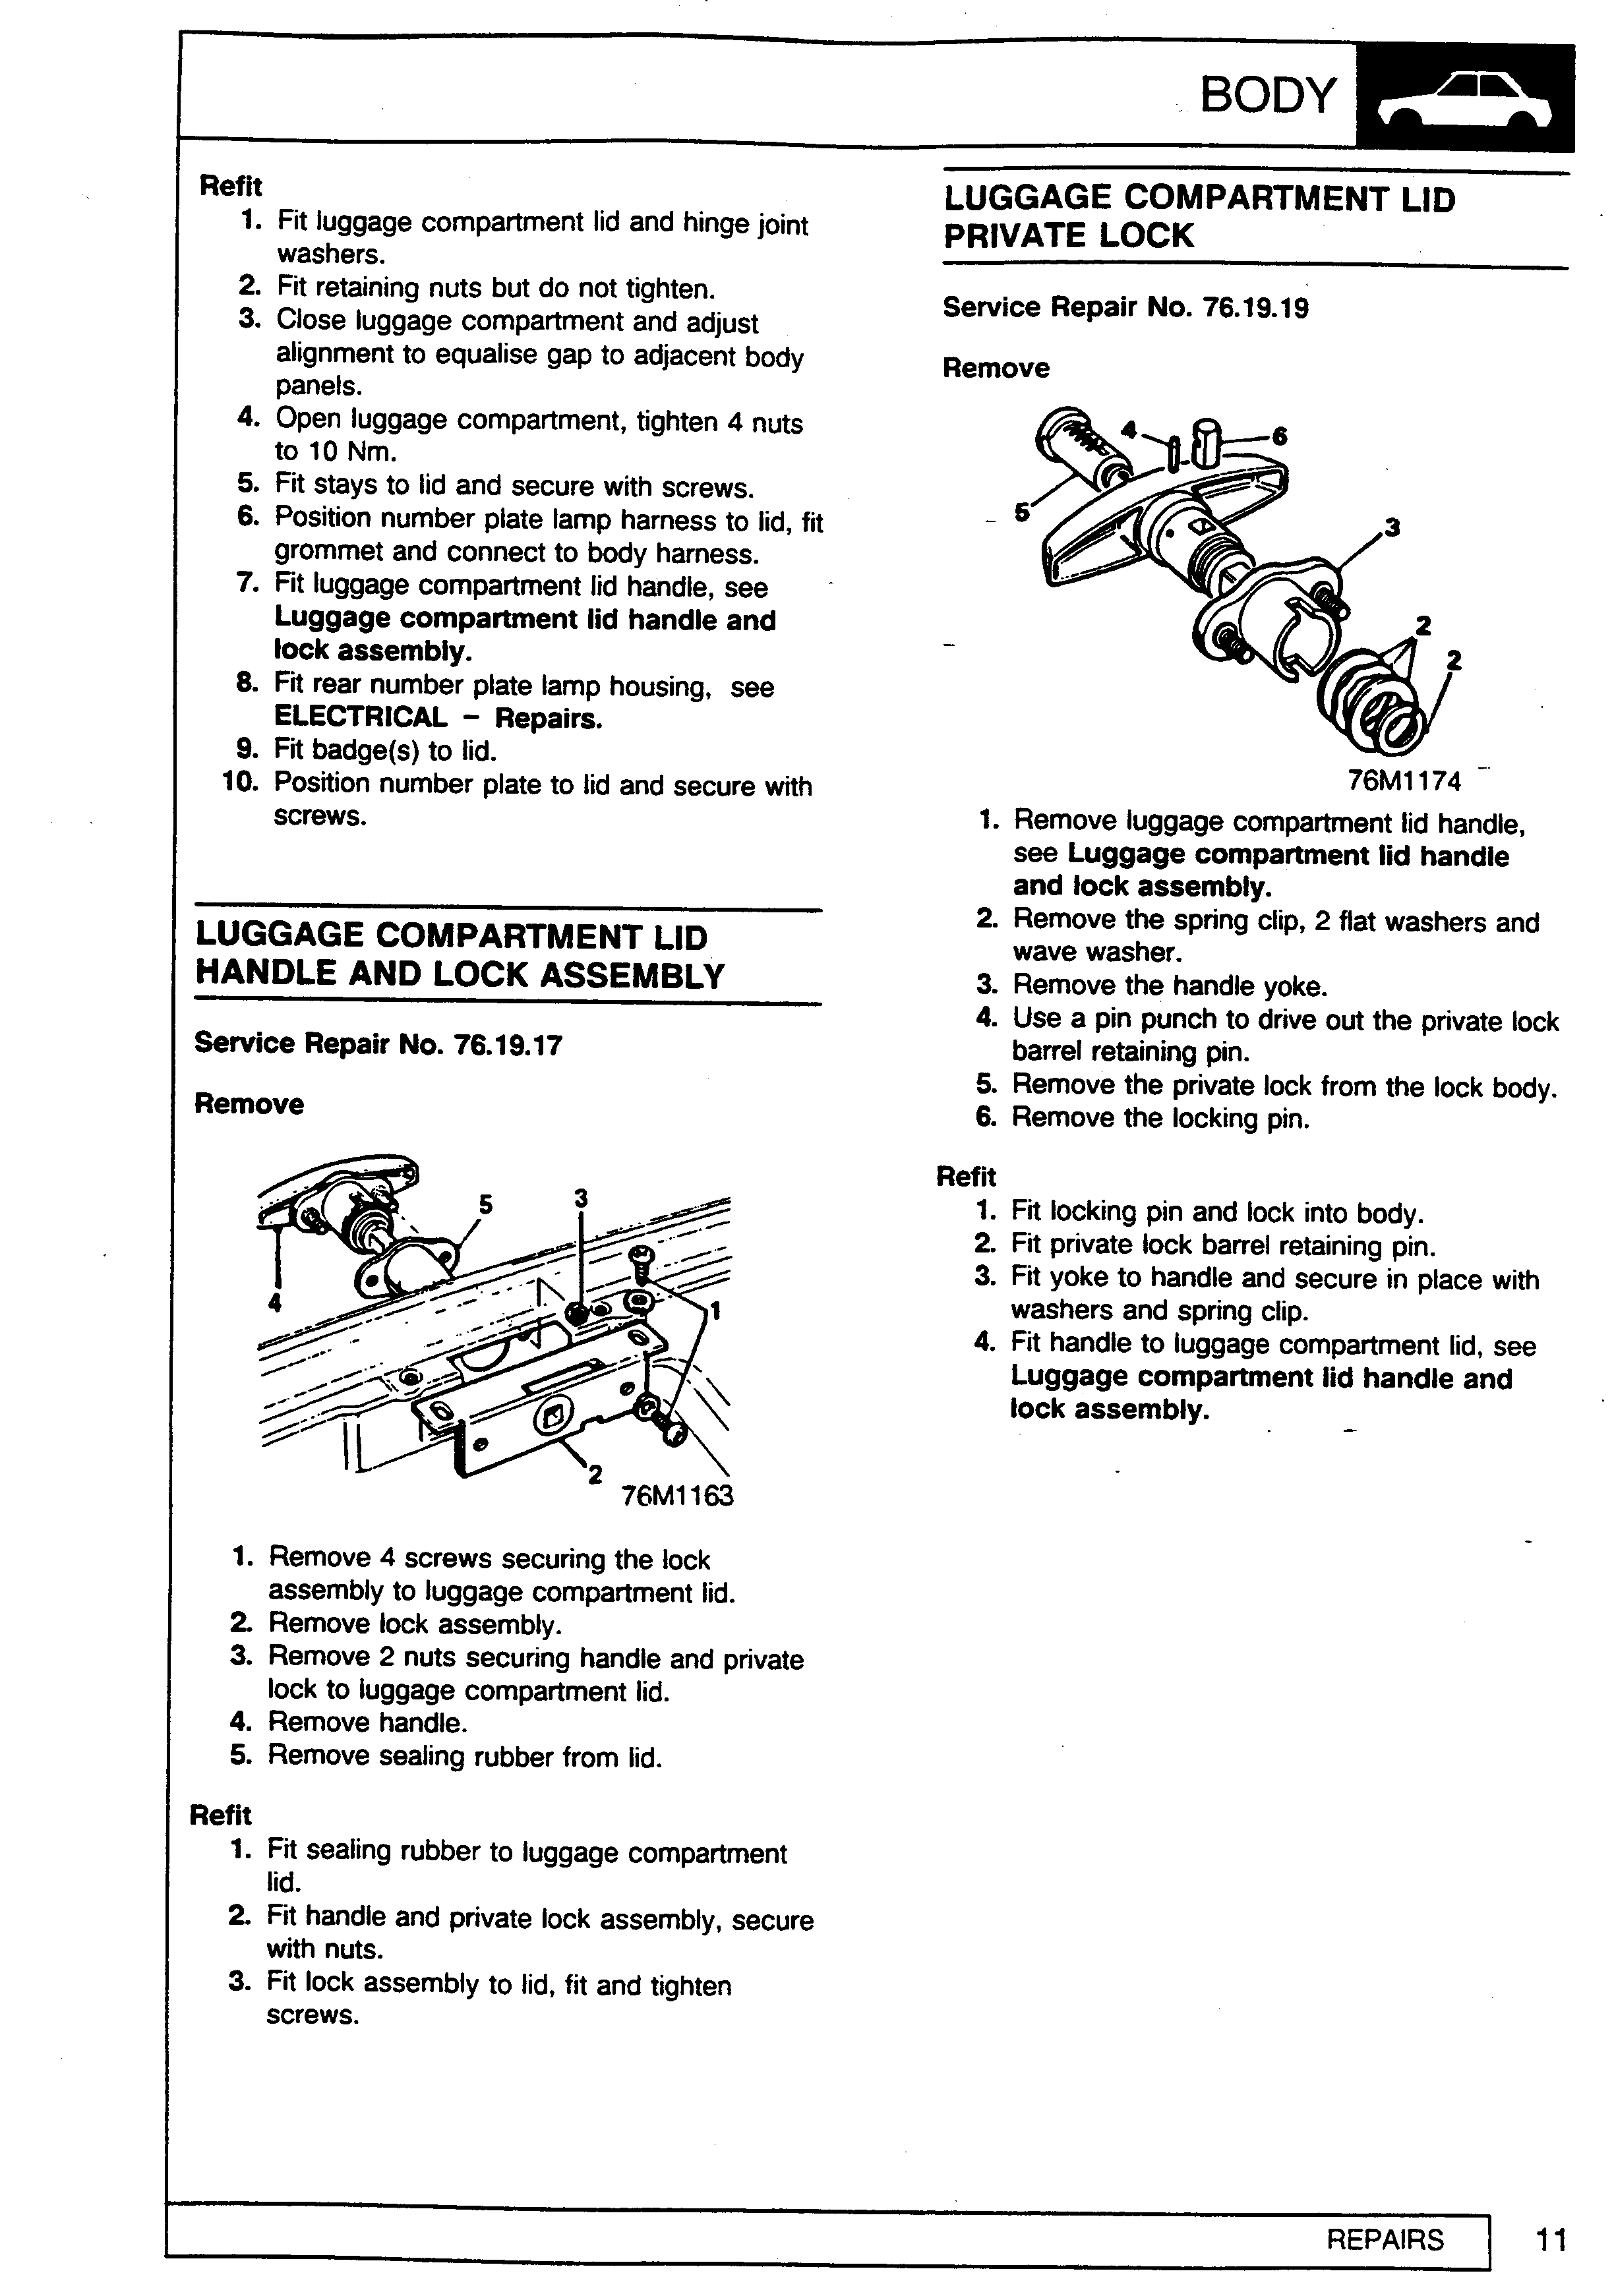 BODY
Refit
1. Fit luggage compartment lid and hinge joint
washers.
2. Fit retaining nuts but do not tighten.
3. Close luggage compartment and adjust
alignment to equalise gap to adjacent body
panels.
4. Open luggage compartment, tighten 4 nuts
to 10 Nm.
5. Fit stays to lid and secure with screws.
6. Position number plate lamp harness to lid, fit
grommet and connect to body harness.
7. Fit luggage compartment lid handle, see
Luggage compartment lid handle and
lock assembly.
8. Fit rear number plate lamp housing, see
ELECTRICAL – Repairs.
9. Fit badge(s) to lid.
10. Position number plate to lid and secure with
screws.
LUGGAGE COMPARTMENT LID
HANDLE AND LOCK ASSEMBLY
Service Repair No. 76.19.17
Remove
5
3
4
1
2
76M1163
1. Remove 4 screws securing the lock
assembly to luggage compartment lid.
2. Remove lock assembly.
3. Remove 2 nuts securing handle and private
lock to luggage compartment lid.
4. Remove handle.
5. Remove sealing rubber from lid.
Refit
1. Fit sealing rubber to luggage compartment
lid.
2. Fit handle and private lock assembly, secure
with nuts.
3. Fit lock assembly to lid, fit and tighten
screws.
LUGGAGE COMPARTMENT LID
PRIVATE LOCK
Service Repair No. 76.19.19
Remove
4
6
5
3
2
2
76M1174
1. Remove luggage compartment lid handle,
see Luggage compartment lid handle
and lock assembly.
2. Remove the spring clip, 2 flat washers and
wave washer.
3. Remove the handle yoke.
4. Use a pin punch to drive out the private lock
barrel retaining pin.
5. Remove the private lock from the lock body.
6. Remove the locking pin.
Refit
1. Fit locking pin and lock into body.
2. Fit private lock barrel retaining pin.
3. Fit yoke to handle and secure in place with
washers and spring clip.
4. Fit handle to luggage compartment lid, see
Luggage compartment lid handle and
lock assembly.
REPAIRS
11